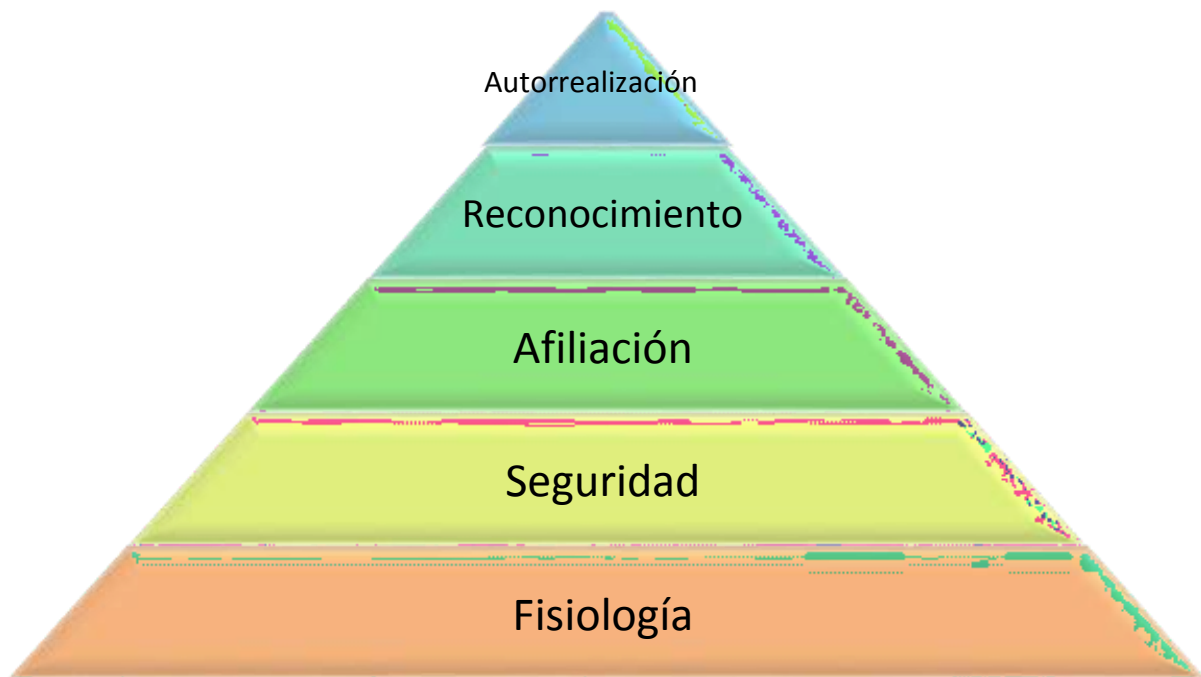 Autorrealización
Reconocimiento
Afiliación
Seguridad
Fisiología